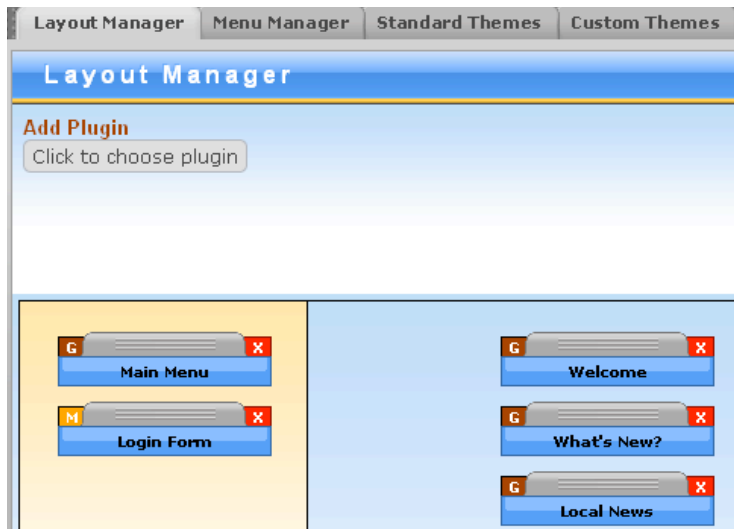 Layout Manager Menu Manager Standard Themes Custom Themes
Layout Manager
Add Plugin
Click to choose plugin
G X
Main Menu
M X
Login Form
G X
Welcome
G X
What's New?
G X
Local News